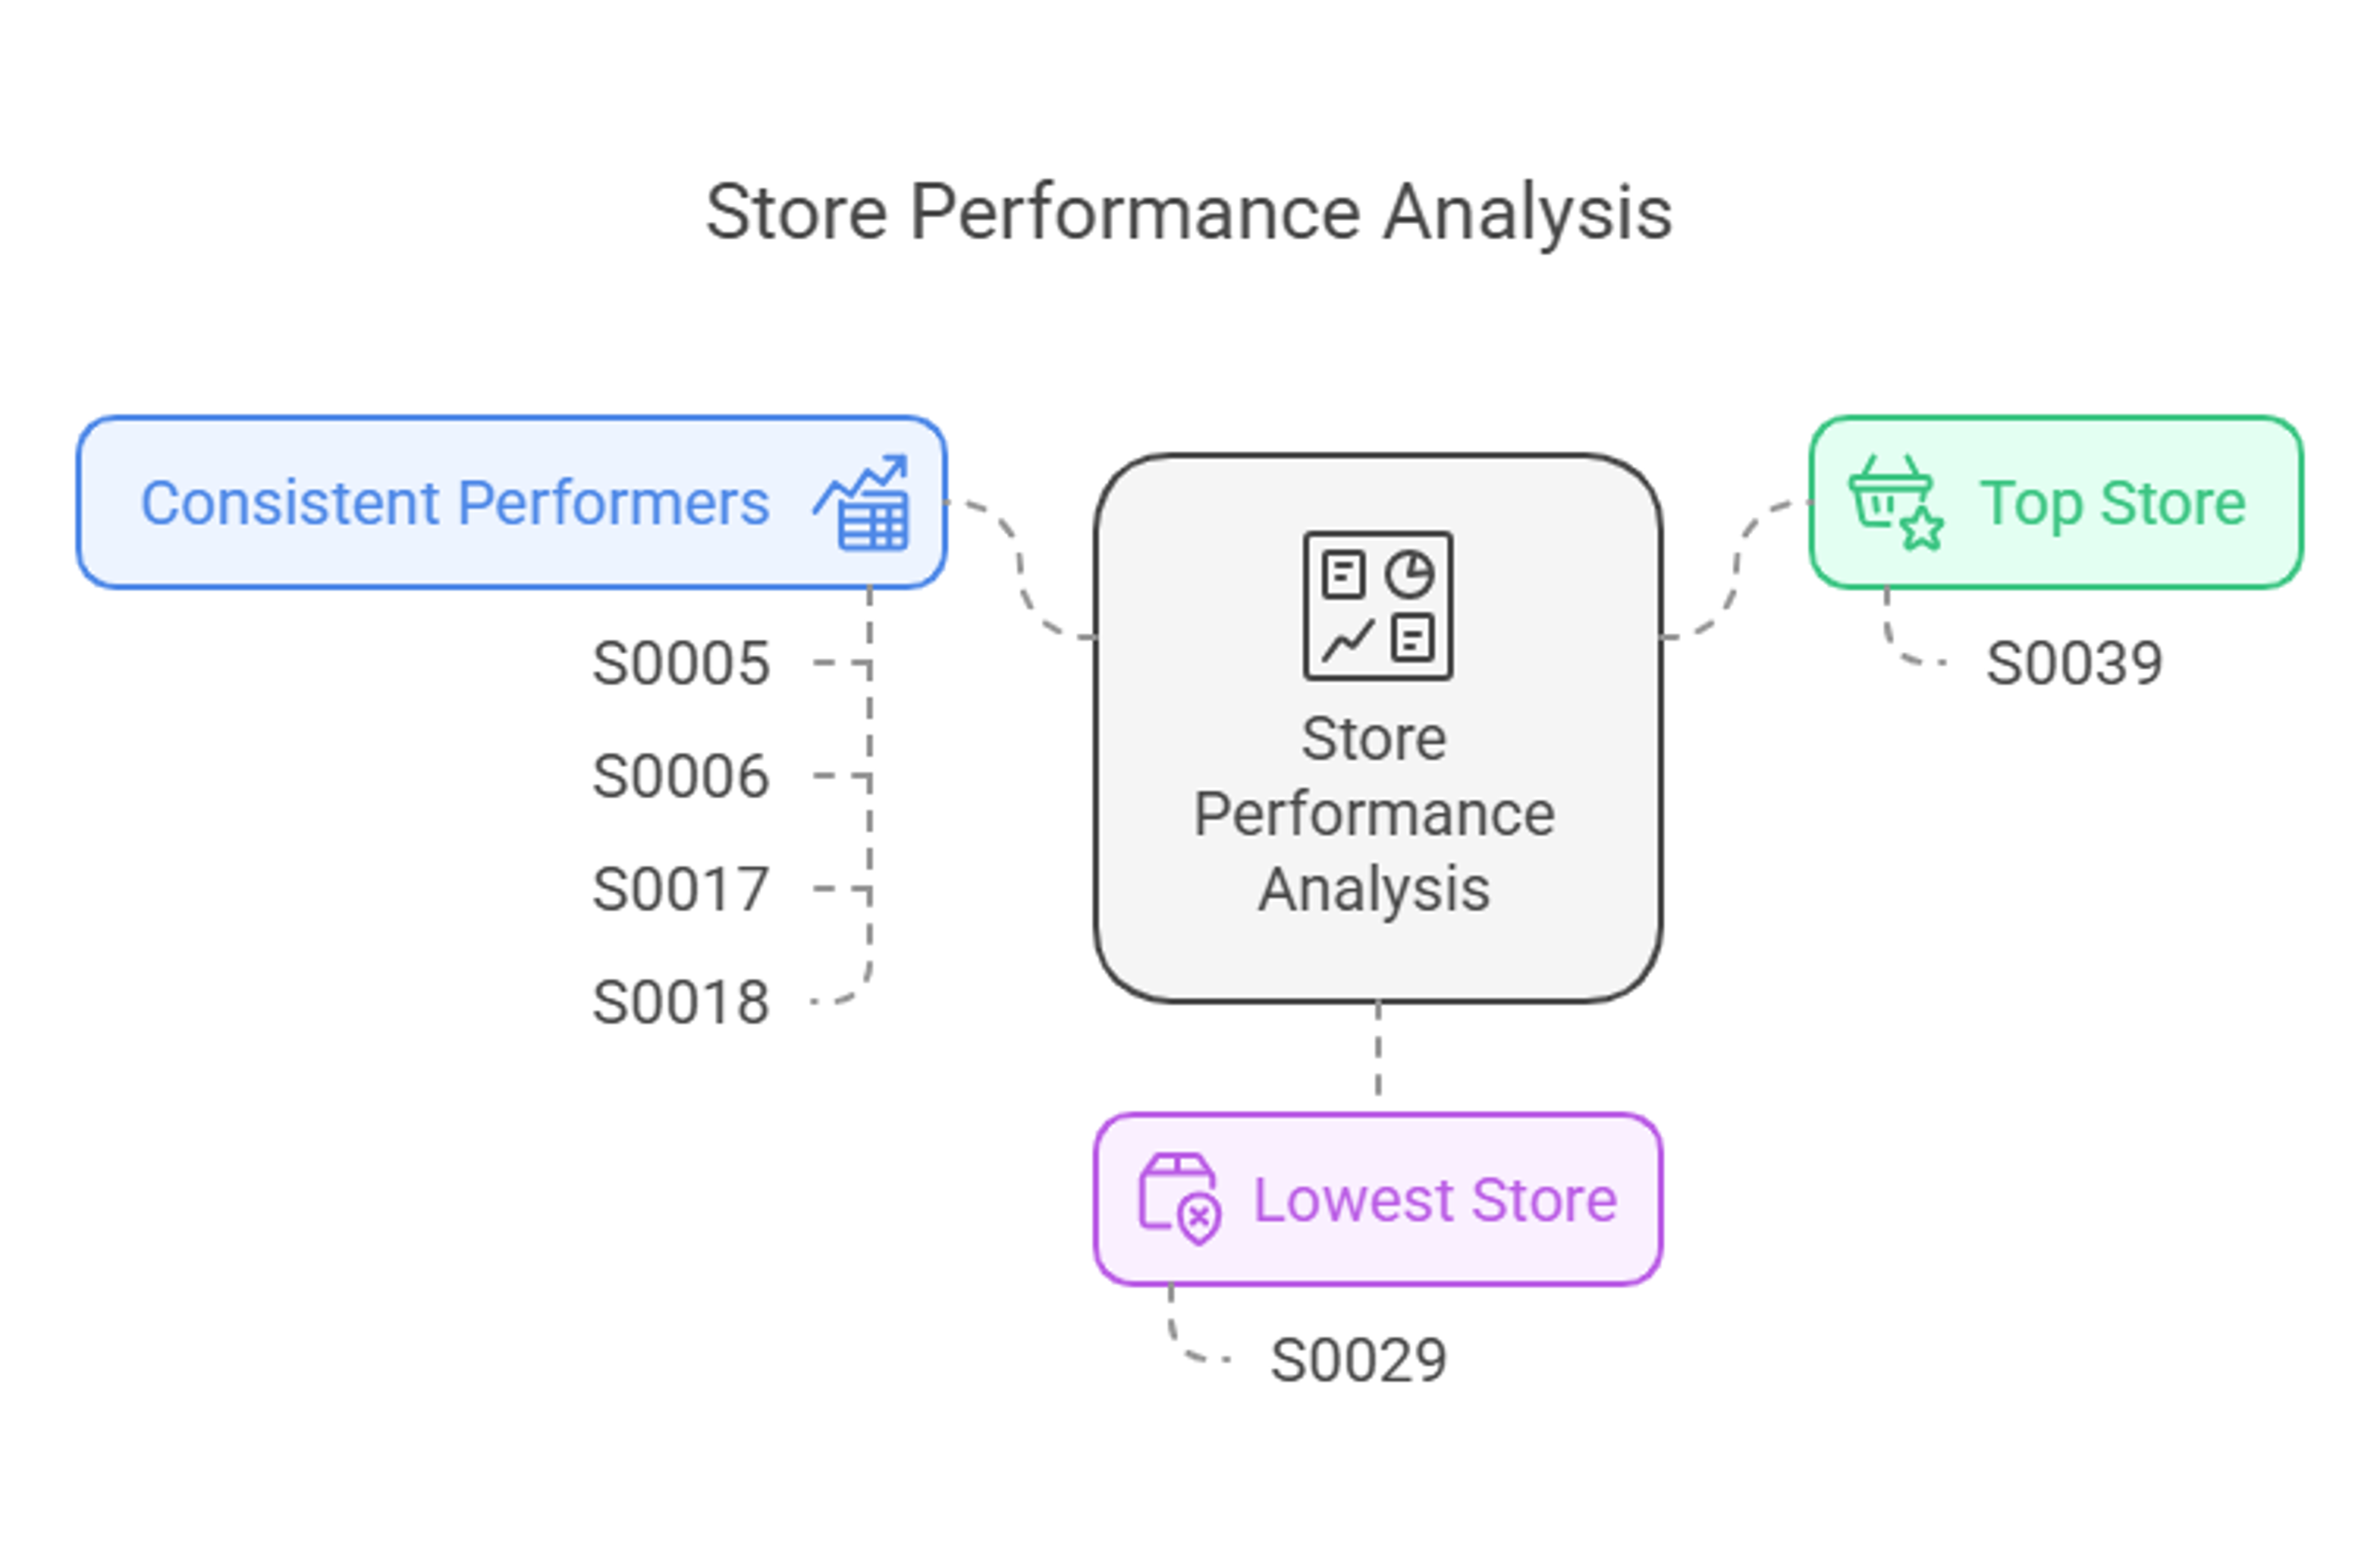 Store Performance Analysis
Consistent Performers
S0005
S0006
S0017
S0018
Store
Performance
Analysis
Top Store
S0039
Lowest Store
S0029